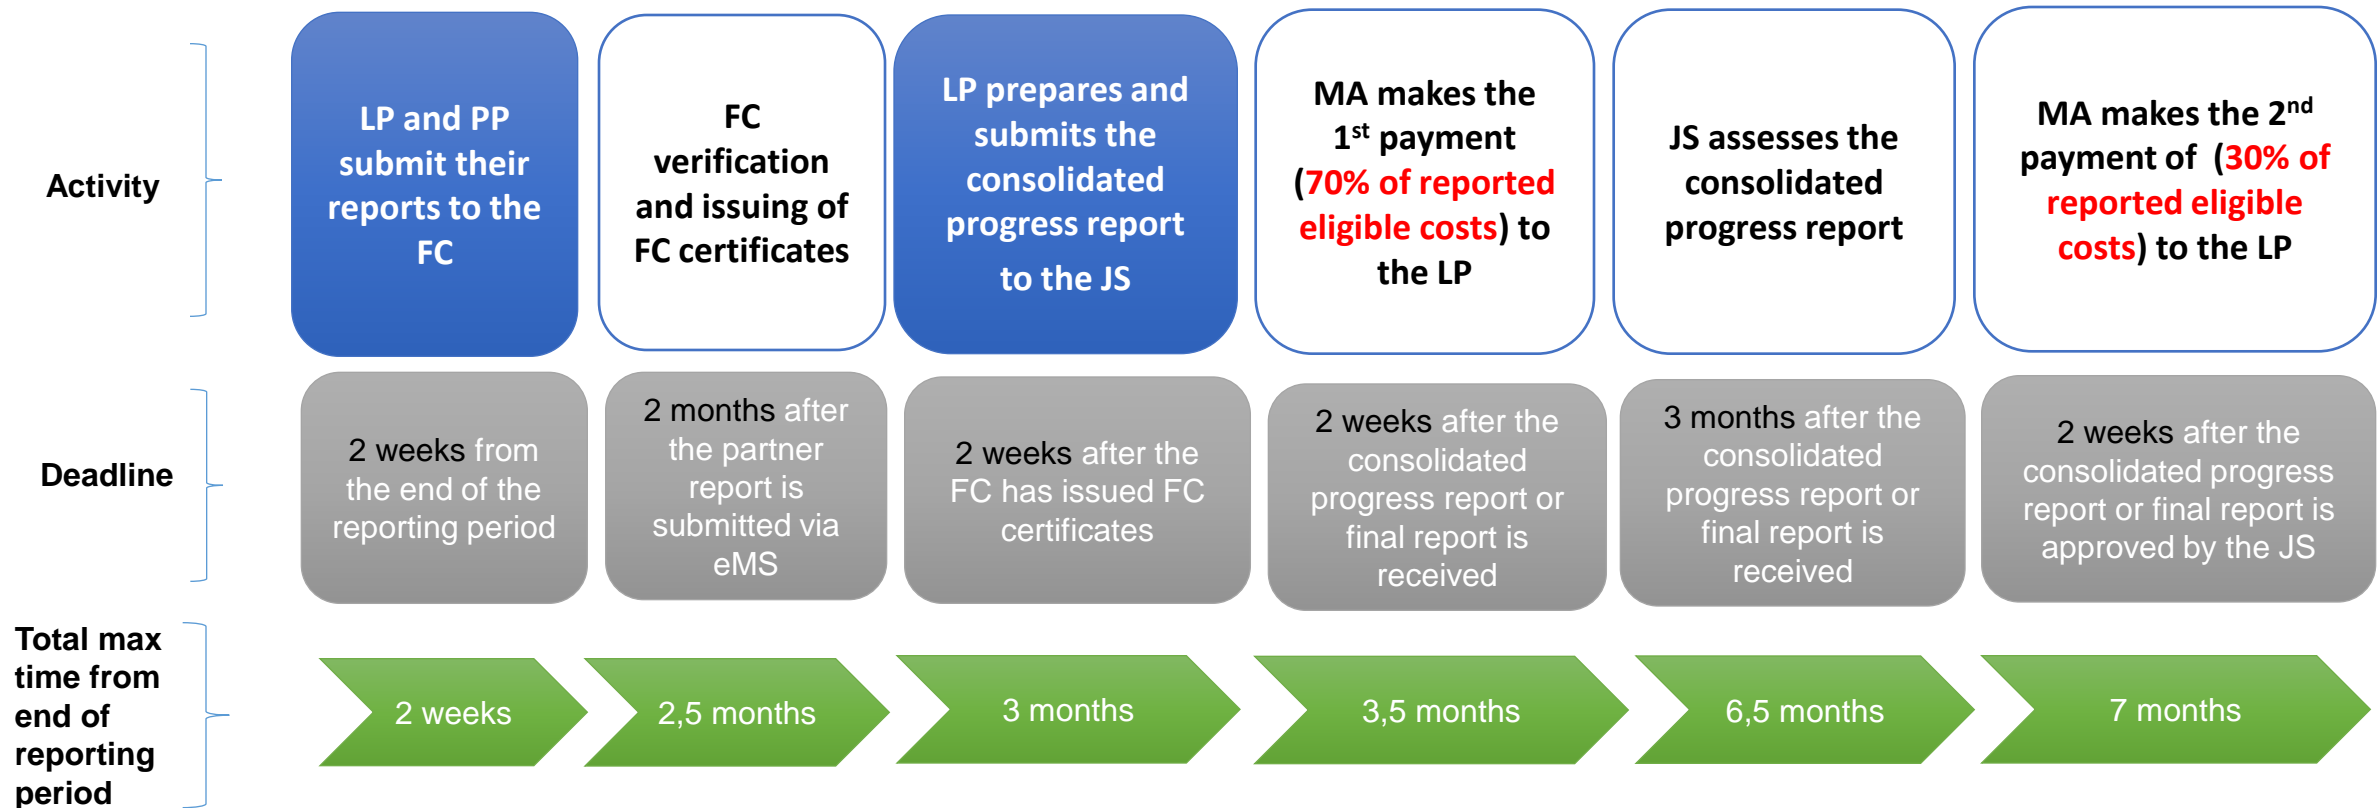 Activity
LP and PP
submit their
reports to the
FC
FC
verification
and issuing of
FC certificates
LP prepares and
submits the
consolidated
progress report
to the JS
MA makes the
1st payment
(70% of reported
eligible costs) to
the LP
JS assesses the
consolidated
progress report
MA makes the 2nd
payment of (30% of
reported eligible
costs) to the LP
Deadline
2 weeks from
the end of the
reporting period
2 months after
the partner
report is
submitted via
eMS
2 weeks after the
FC has issued FC
certificates
2 weeks after the
consolidated
progress report or
final report is
received
3 months after the
consolidated
progress report or
final report is
received
2 weeks after the
consolidated progress
report or final report is
approved by the JS
Total max
time from
end of
reporting
period
2 weeks
2,5 months
3 months
3,5 months
6,5 months
7 months